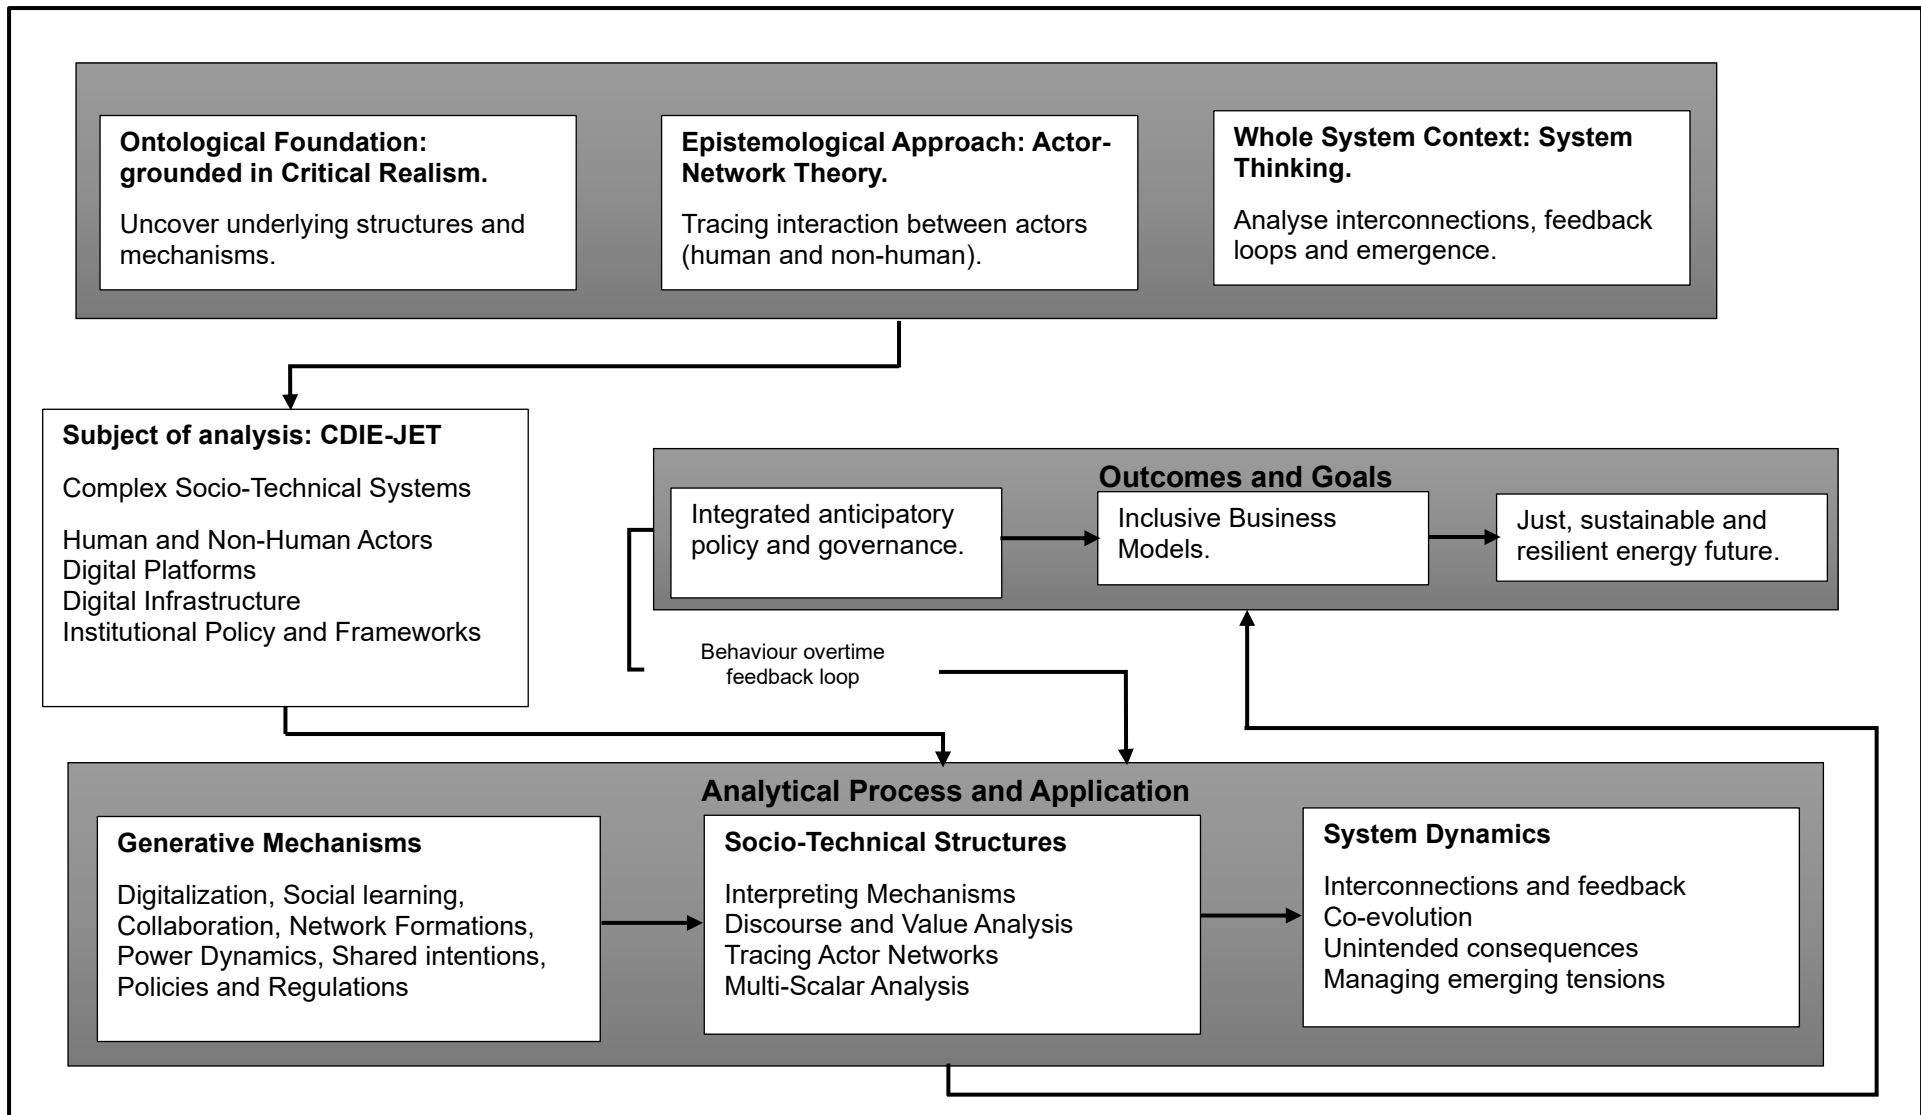 Ontological Foundation:
grounded in Critical Realism.
Uncover underlying structures and
mechanisms.
Epistemological Approach: Actor-
Network Theory.
Tracing interaction between actors
(human and non-human).
Whole System Context: System
Thinking.
Analyse interconnections, feedback
loops and emergence.
Subject of analysis: CDIE-JET
Complex Socio-Technical Systems
Human and Non-Human Actors
Digital Platforms
Digital Infrastructure
Institutional Policy and Frameworks
Outcomes and Goals
Integrated anticipatory
policy and governance.
Inclusive Business
Models.
Just, sustainable and
resilient energy future.
Behaviour overtime
feedback loop
Analytical Process and Application
Generative Mechanisms
Digitalization, Social learning,
Collaboration, Network Formations,
Power Dynamics, Shared intentions,
Policies and Regulations
Socio-Technical Structures
Interpreting Mechanisms
Discourse and Value Analysis
Tracing Actor Networks
Multi-Scalar Analysis
System Dynamics
Interconnections and feedback
Co-evolution
Unintended consequences
Managing emerging tensions